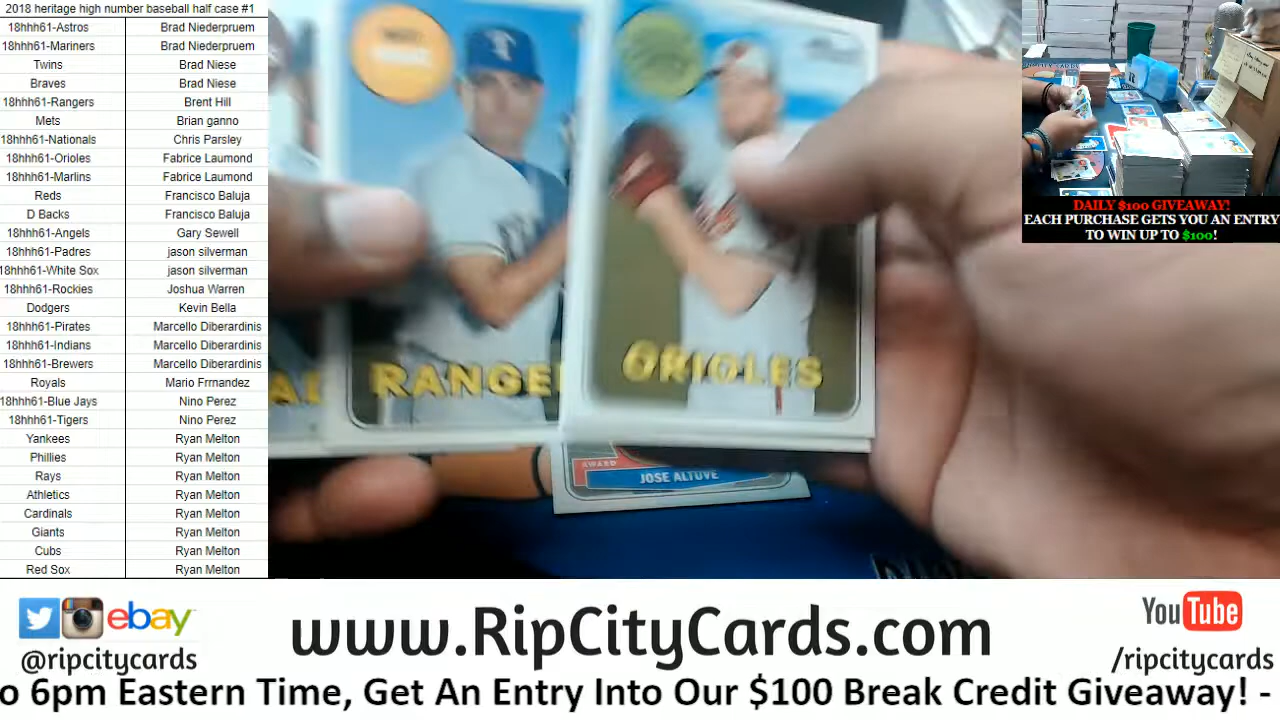 2018 heritage high number baseball half case #1
18hhh61-Astros Brad Niederpruem
18hhh61-Mariners Brad Niederpruem
Twins Brad Niese
Braves Brad Niese
18hhh61-Rangers Brent Hill
Mets Brian ganno
18hhh61-Nationals Chris Parsley
18hhh61-Orioles Fabrice Laumond
18hhh61-Marlins Fabrice Laumond
Reds Francisco Baluja
D Backs Francisco Baluja
18hhh61-Angels Gary Sewell
18hhh61-Padres jason silverman
18hhh61-White Sox jason silverman
18hhh61-Rockies Joshua Warren
Dodgers Kevin Bella
18hhh61-Pirates Marcello Diberardinis
18hhh61-Indians Marcello Diberardinis
18hhh61-Brewers Marcello Diberardinis
Royals Mario Frrnandez
18hhh61-Blue Jays Nino Perez
18hhh61-Tigers Nino Perez
Yankees Ryan Melton
Phillies Ryan Melton
Rays Ryan Melton
Athletics Ryan Melton
Cardinals Ryan Melton
Giants Ryan Melton
Cubs Ryan Melton
Red Sox Ryan Melton
RANGE
ORIOLES
AWARD
JOSE ALTUVE
DAILY $100 GIVEAWAY!
EACH PURCHASE GETS YOU AN ENTRY
TO WIN UP TO $100!
ebay
@ripcitycards
www.RipCityCards.com
YouTube
/ripcitycards
o 6pm Eastern Time, Get An Entry Into Our $100 Break Credit Giveaway! -